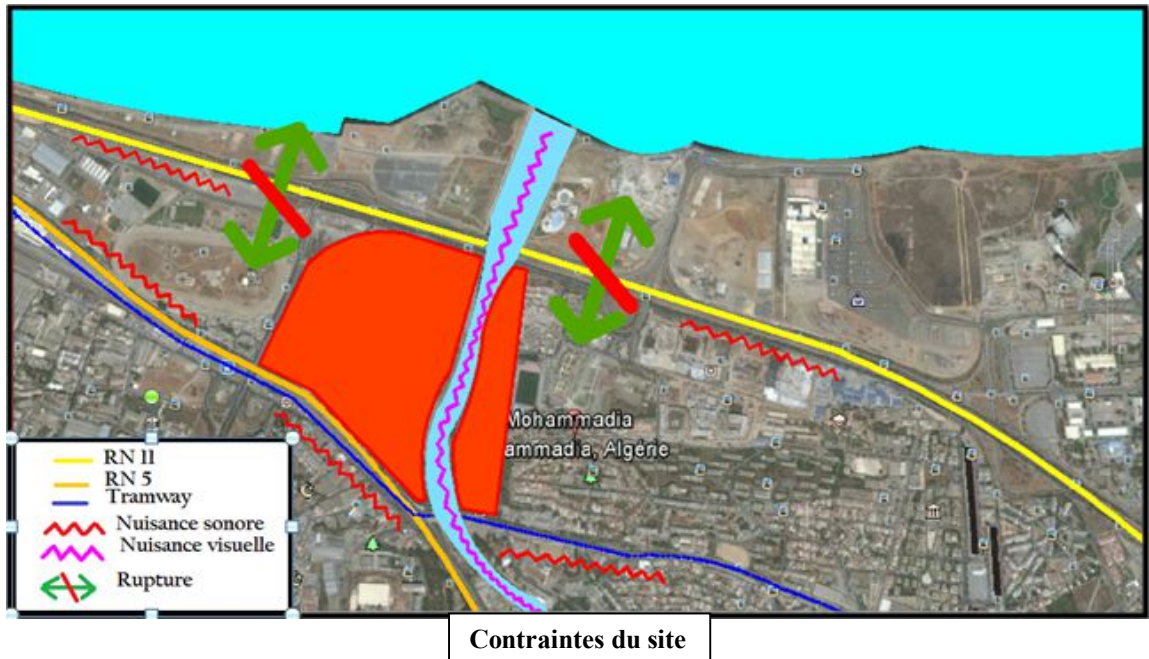 Mohammadia
ammadia, Algérie
RN 11
RN 5
Tramway
Nuisance sonore
Nuisance visuelle
Rupture
Contraintes du site